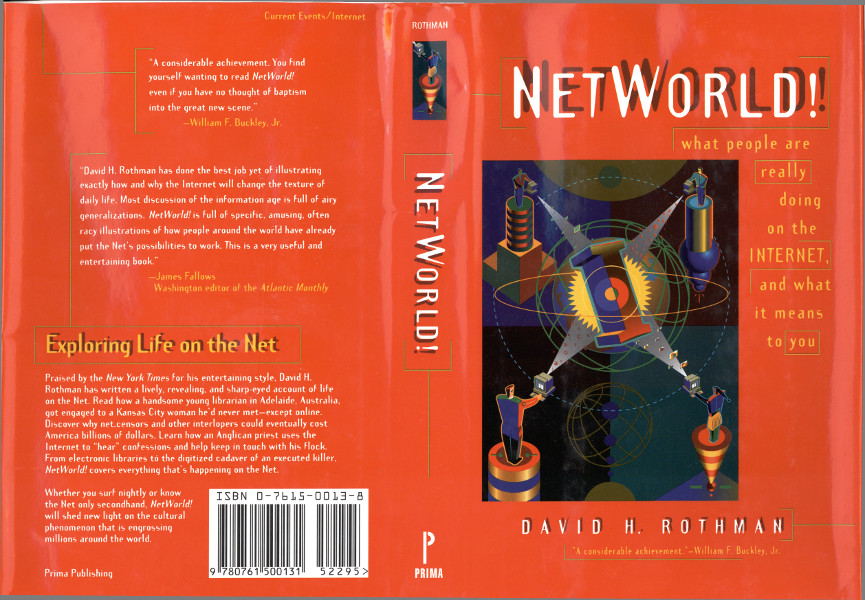 Current Events/Internet
"A considerable achievement. You find
yourself wanting to read NetWorld!
even if you have no thought of baptism
into the great new scene."
—William F. Buckley, Jr.
"David H. Rothman has done the best job yet of illustrating
exactly how and why the Internet will change the texture of
daily life. Most discussion of the information age is full of airy
generalizations. NetWorld! is full of specific, amusing, often
racy illustrations of how people around the world have already
put the Net's possibilities to work. This is a very useful and
entertaining book."
—James Fallows
Washington editor of the Atlantic Monthly
Exploring Life on the Net
Praised by the New York Times for his entertaining style, David H.
Rothman has written a lively, revealing, and sharp-eyed account of life
on the Net. Read how a handsome young librarian in Adelaide, Australia,
got engaged to a Kansas City woman he'd never met—except online.
Discover why net.censors and other interlopers could eventually cost
America billions of dollars. Learn how an Anglican priest uses the
Internet to "hear" confessions and help keep in touch with his flock.
From electronic libraries to the digitized cadaver of an executed killer,
NetWorld! covers everything that's happening on the Net.
Whether you surf nightly or know
the Net only secondhand, NetWorld!
will shed new light on the cultural
phenomenon that is engrossing
millions around the world.
Prima Publishing
ISBN 0-7615-0013-8
9 780761 500131
52295>
ROTHMAN
NETWORLD!
PRIMA
NETWORLD!
what people are
really
doing
on the
INTERNET,
and what
it means
to you
DAVID H. ROTHMAN
"A considerable achievement."—William F. Buckley, Jr.